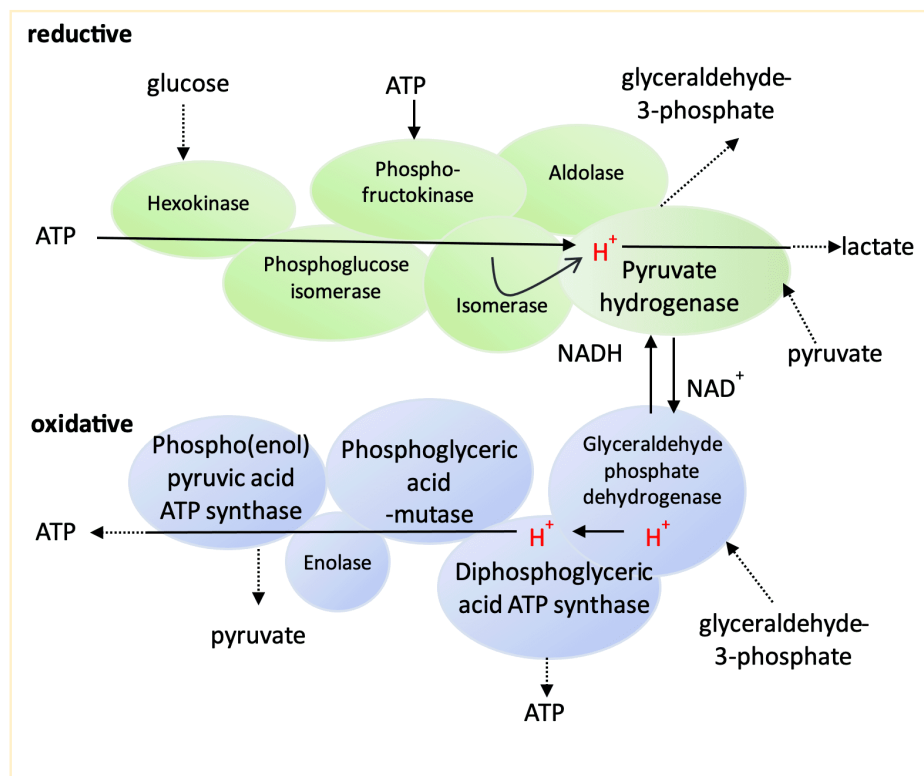 reductive
glucose
ATP
glyceraldehyde-
3-phosphate
Hexokinase
Phospho-
fructokinase
Aldolase
ATP
H⁺
lactate
Phosphoglucose
isomerase
Isomerase
Pyruvate
hydrogenase
NADH
NAD⁺
pyruvate
oxidative
Phospho(enol)
pyruvic acid
ATP synthase
Phosphoglyceric
acid
-mutase
Glyceraldehyde
phosphate
dehydrogenase
ATP
H⁺
H⁺
Enolase
Diphosphoglyceric
acid ATP synthase
pyruvate
glyceraldehyde-
3-phosphate
ATP